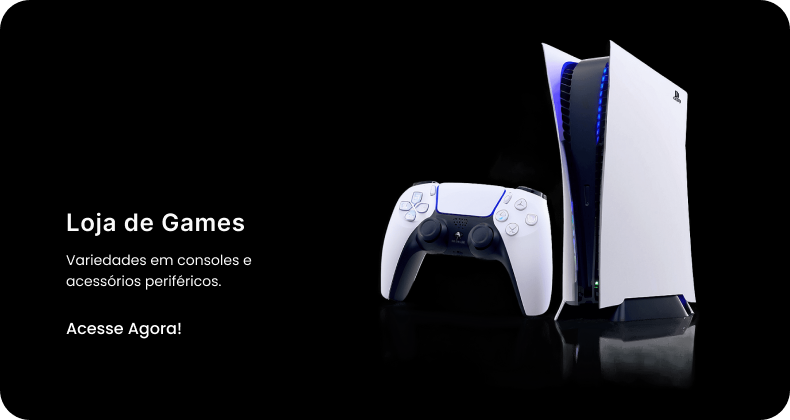 Loja de Games
Variedades em consoles e
acessórios periféricos.
Acesse Agora!